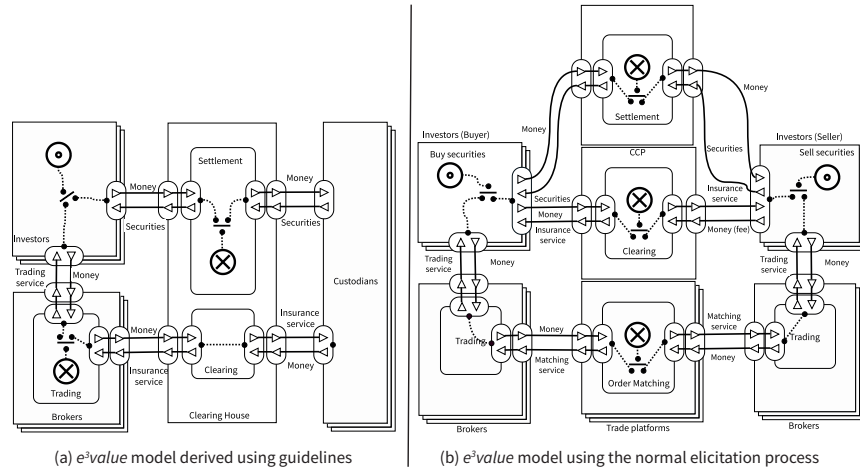 Investors
Settlement
Money
Securities
Money
Securities
Custodians
Trading
service
Money
Brokers
Trading
Money
Insurance
service
Clearing
Clearing House
Insurance
service
Money
(a) e³value model derived using guidelines
Settlement
CCP
Money
Money
Securities
Investors (Buyer)
Buy securities
Investors (Seller)
Sell securities
Securities
Money
Insurance
service
Clearing
Insurance
service
Money (fee)
Trading
service
Money
Trading
service
Money
Trading
Brokers
Money
Matching
service
Order Matching
Trade platforms
Matching
service
Money
Trading
Brokers
(b) e³value model using the normal elicitation process